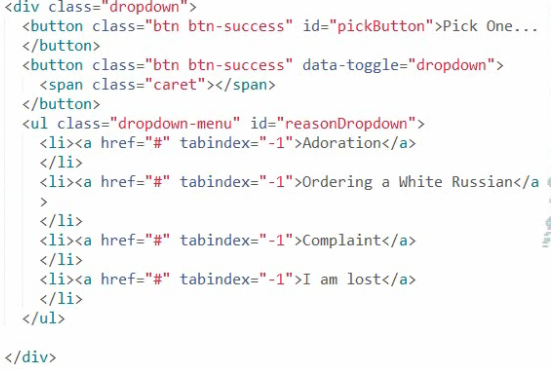 <div class="dropdown">
<button class="btn btn-success" id="pickButton">Pick One...
</button>
<button class="btn btn-success" data-toggle="dropdown">
<span class="caret"></span>
</button>
<ul class="dropdown-menu" id="reasonDropdown">
<li><a href="#" tabindex="-1">Adoration</a>
</li>
<li><a href="#" tabindex="-1">Ordering a White Russian</a
>
</li>
<li><a href="#" tabindex="-1">Complaint</a>
</li>
<li><a href="#" tabindex="-1">I am lost</a>
</li>
</ul>
</div>